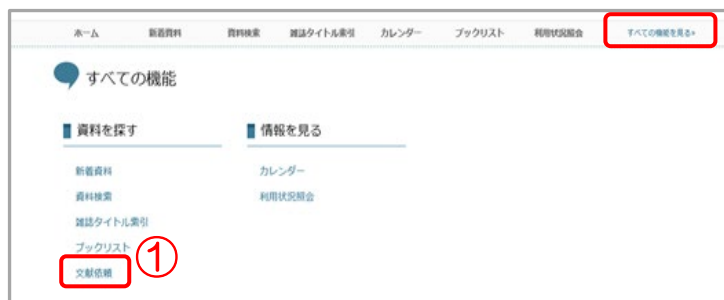 ホーム 新着資料 資料検索 雑誌タイトル索引 カレンダー ブックリスト 利用状況照会 すべての機能を見る»
すべての機能
資料を探す
新着資料
資料検索
雑誌タイトル索引
ブックリスト
文献依頼
①
情報を見る
カレンダー
利用状況照会